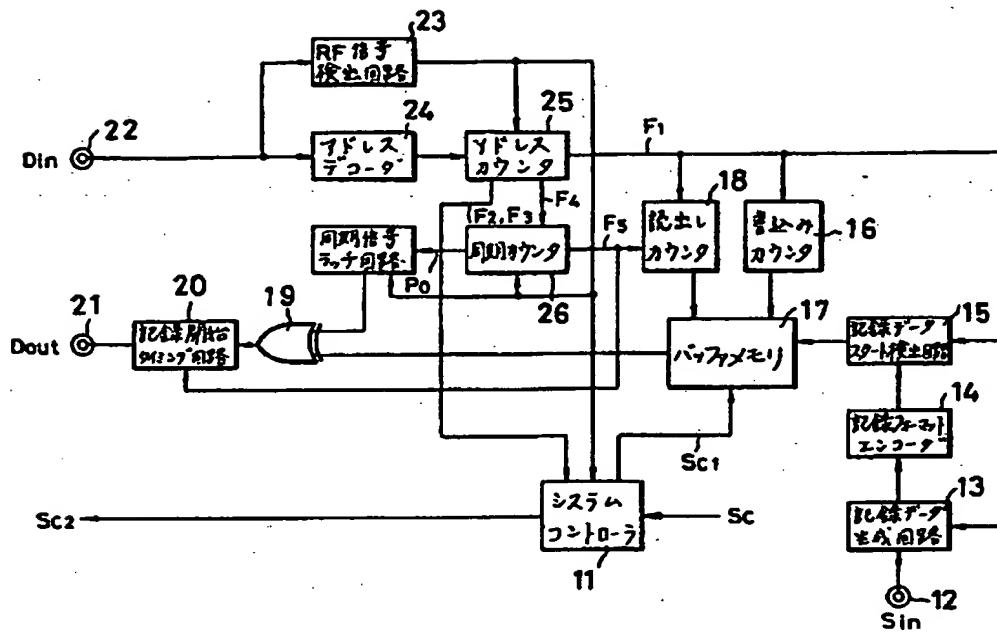 23
RF信号
検出回路
24
25
22
Din
アドレス
デコーダ
アドレス
カウンタ
F1
F4
F2, F3
18
読出し
カウンタ
書込み
カウンタ
16
同期信号
ラッチ回路
P0
同期カウンタ
F5
26
21
20
19
17
15
Dout
記録開始
タイミング回路
バッファメモリ
記録データ
スタート検出回路
14
記録フォーマット
エンコーダ
Sc1
13
Sc2
システム
コントローラ
Sc
記録データ
生成回路
11
12
Sin